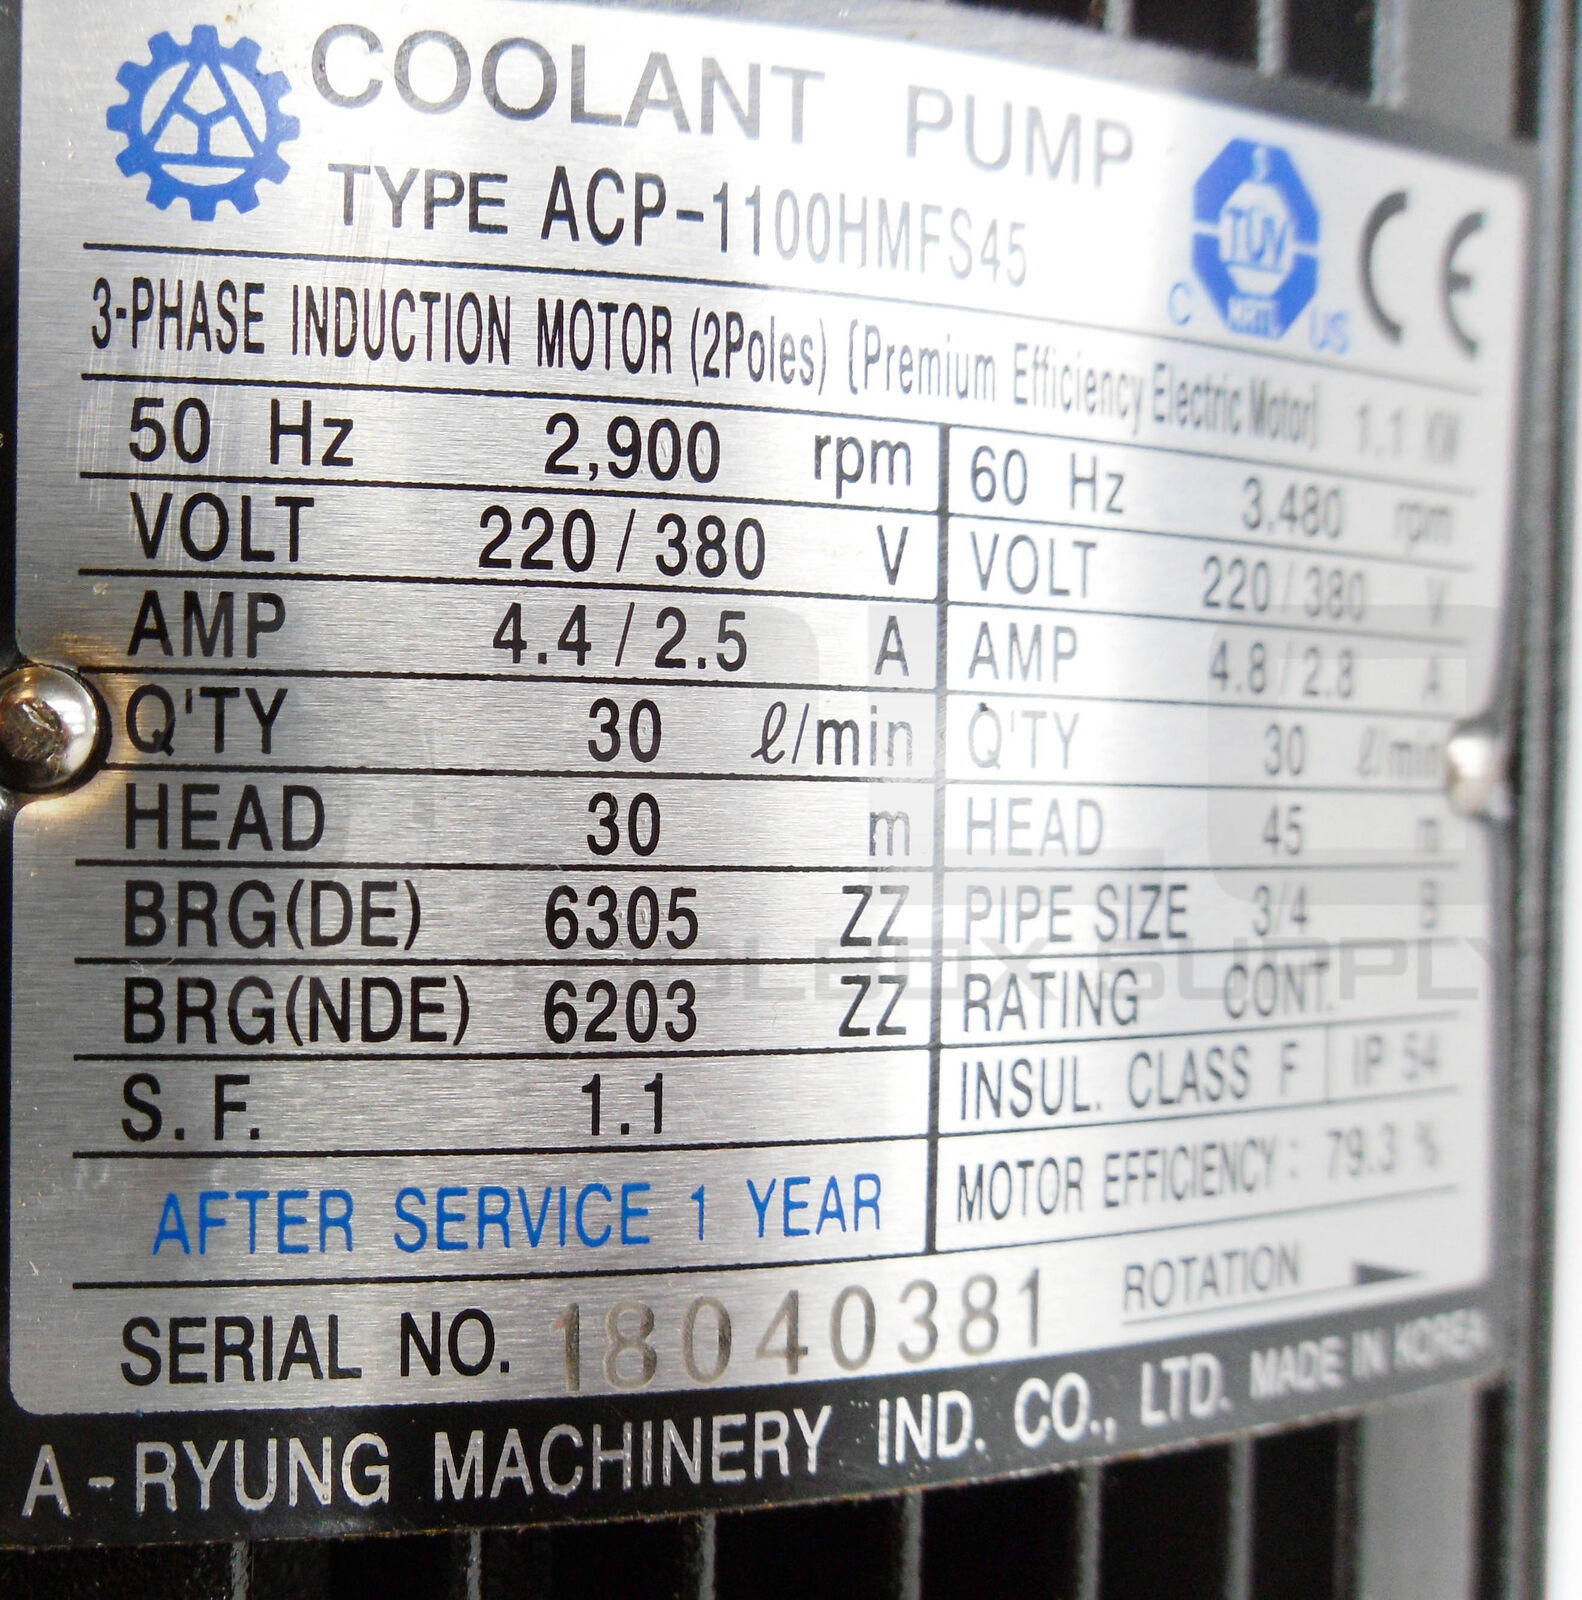 COOLANT PUMP
TYPE ACP-1100HMFS45
TÜV
C US
CE
3-PHASE INDUCTION MOTOR (2Poles) [Premium Efficiency Electric Motor] 1.1 KW
50 Hz 2,900 rpm
60 Hz 3.480 rpm
VOLT 220 / 380 V
VOLT 220 / 380 V
AMP 4.4 / 2.5 A
AMP 4.8 / 2.8 A
Q'TY 30 ℓ/min
Q'TY 30 ℓ/min
HEAD 30 m
HEAD 45 m
BRG(DE) 6305 ZZ
PIPE SIZE 3/4 B
BRG(NDE) 6203 ZZ
RATING CONT.
S. F. 1.1
INSUL. CLASS F IP 54
MOTOR EFFICIENCY : 79.3 %
AFTER SERVICE 1 YEAR
ROTATION
SERIAL NO. 18040381
A-RYUNG MACHINERY IND. CO., LTD. MADE IN KOREA
SUPPLY